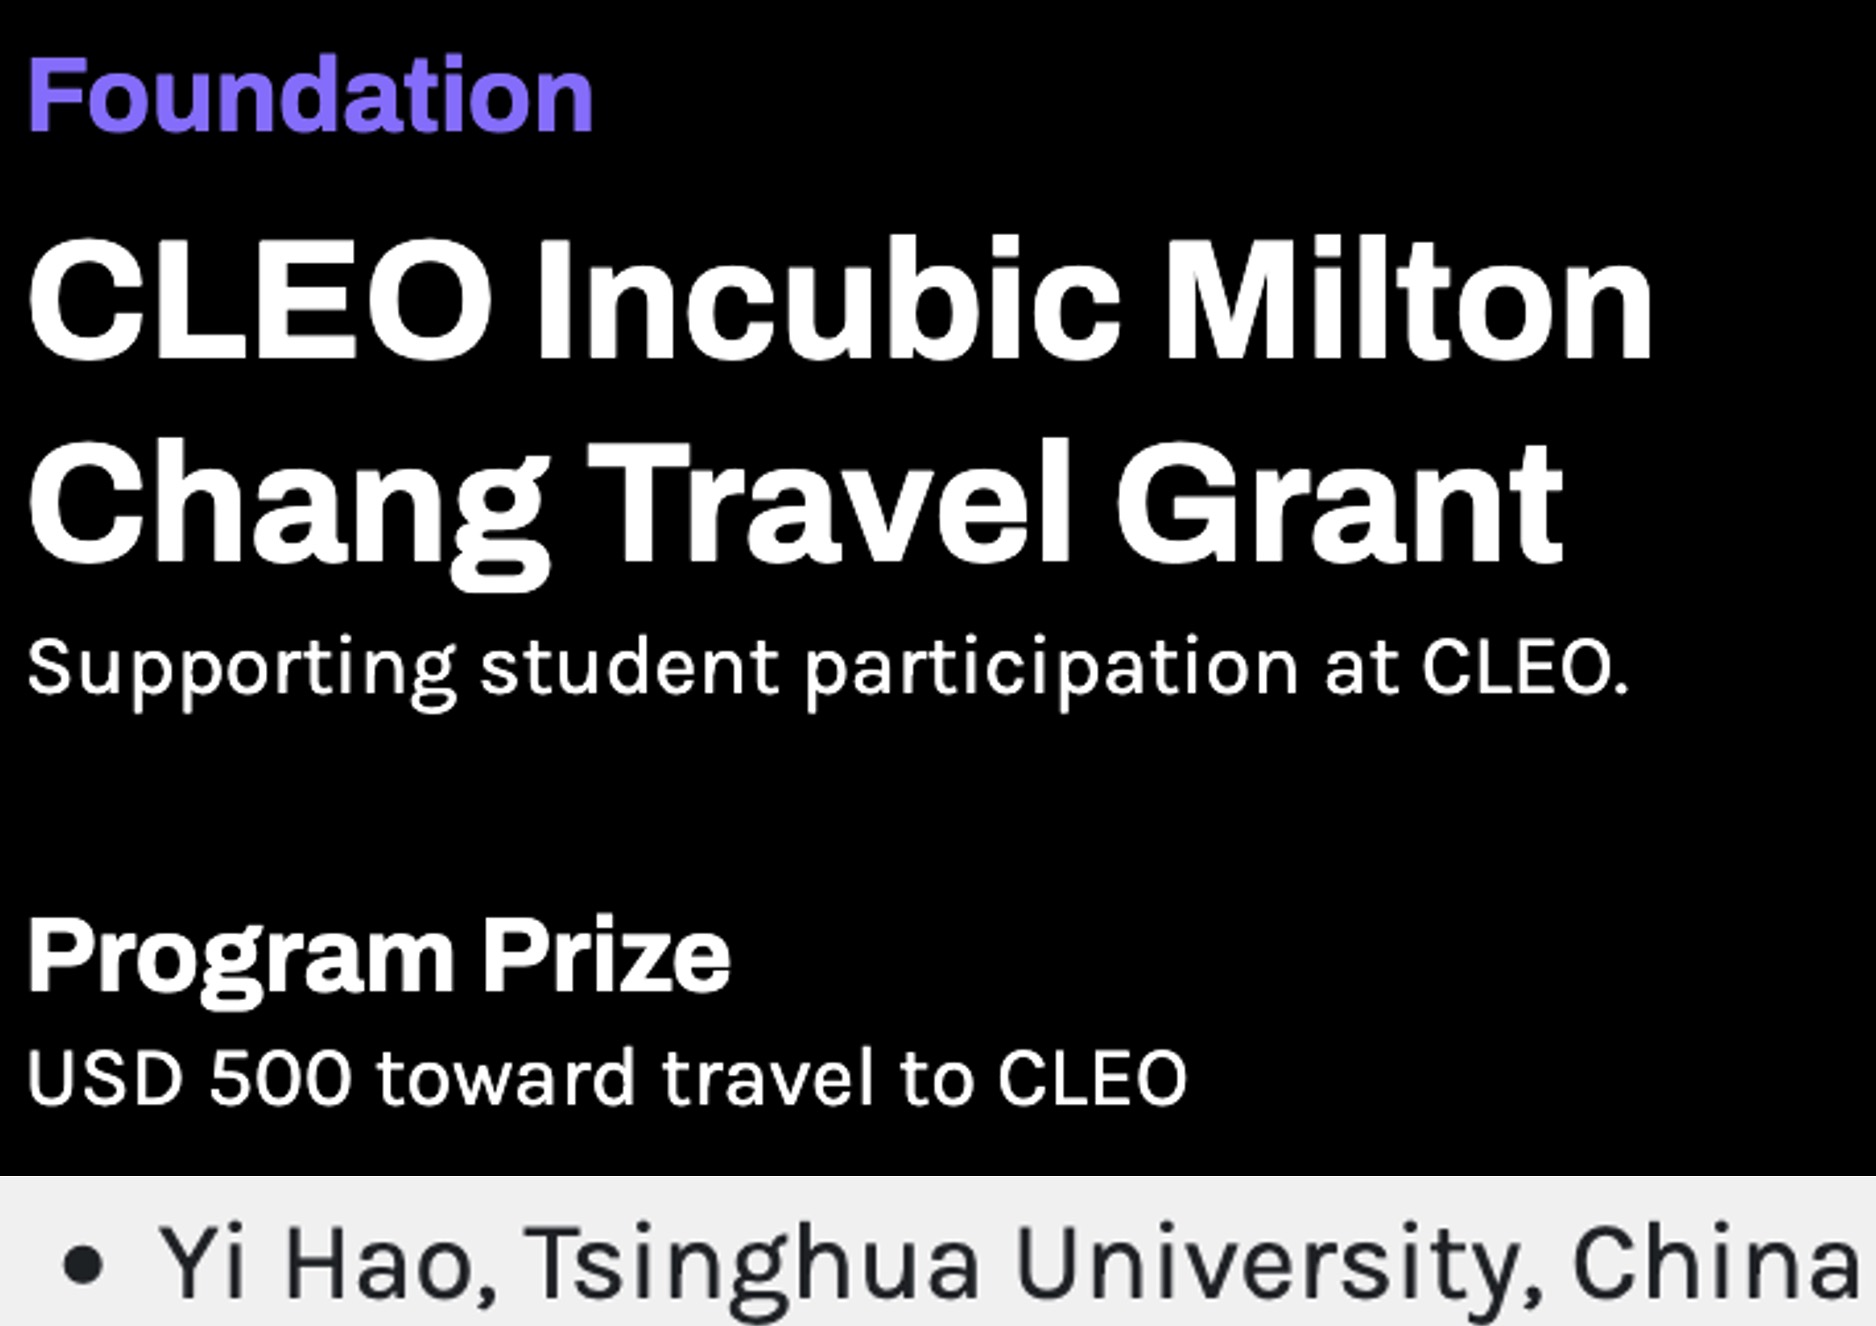 Foundation
CLEO Incubic Milton
Chang Travel Grant
Supporting student participation at CLEO.
Program Prize
USD 500 toward travel to CLEO
• Yi Hao, Tsinghua University, China